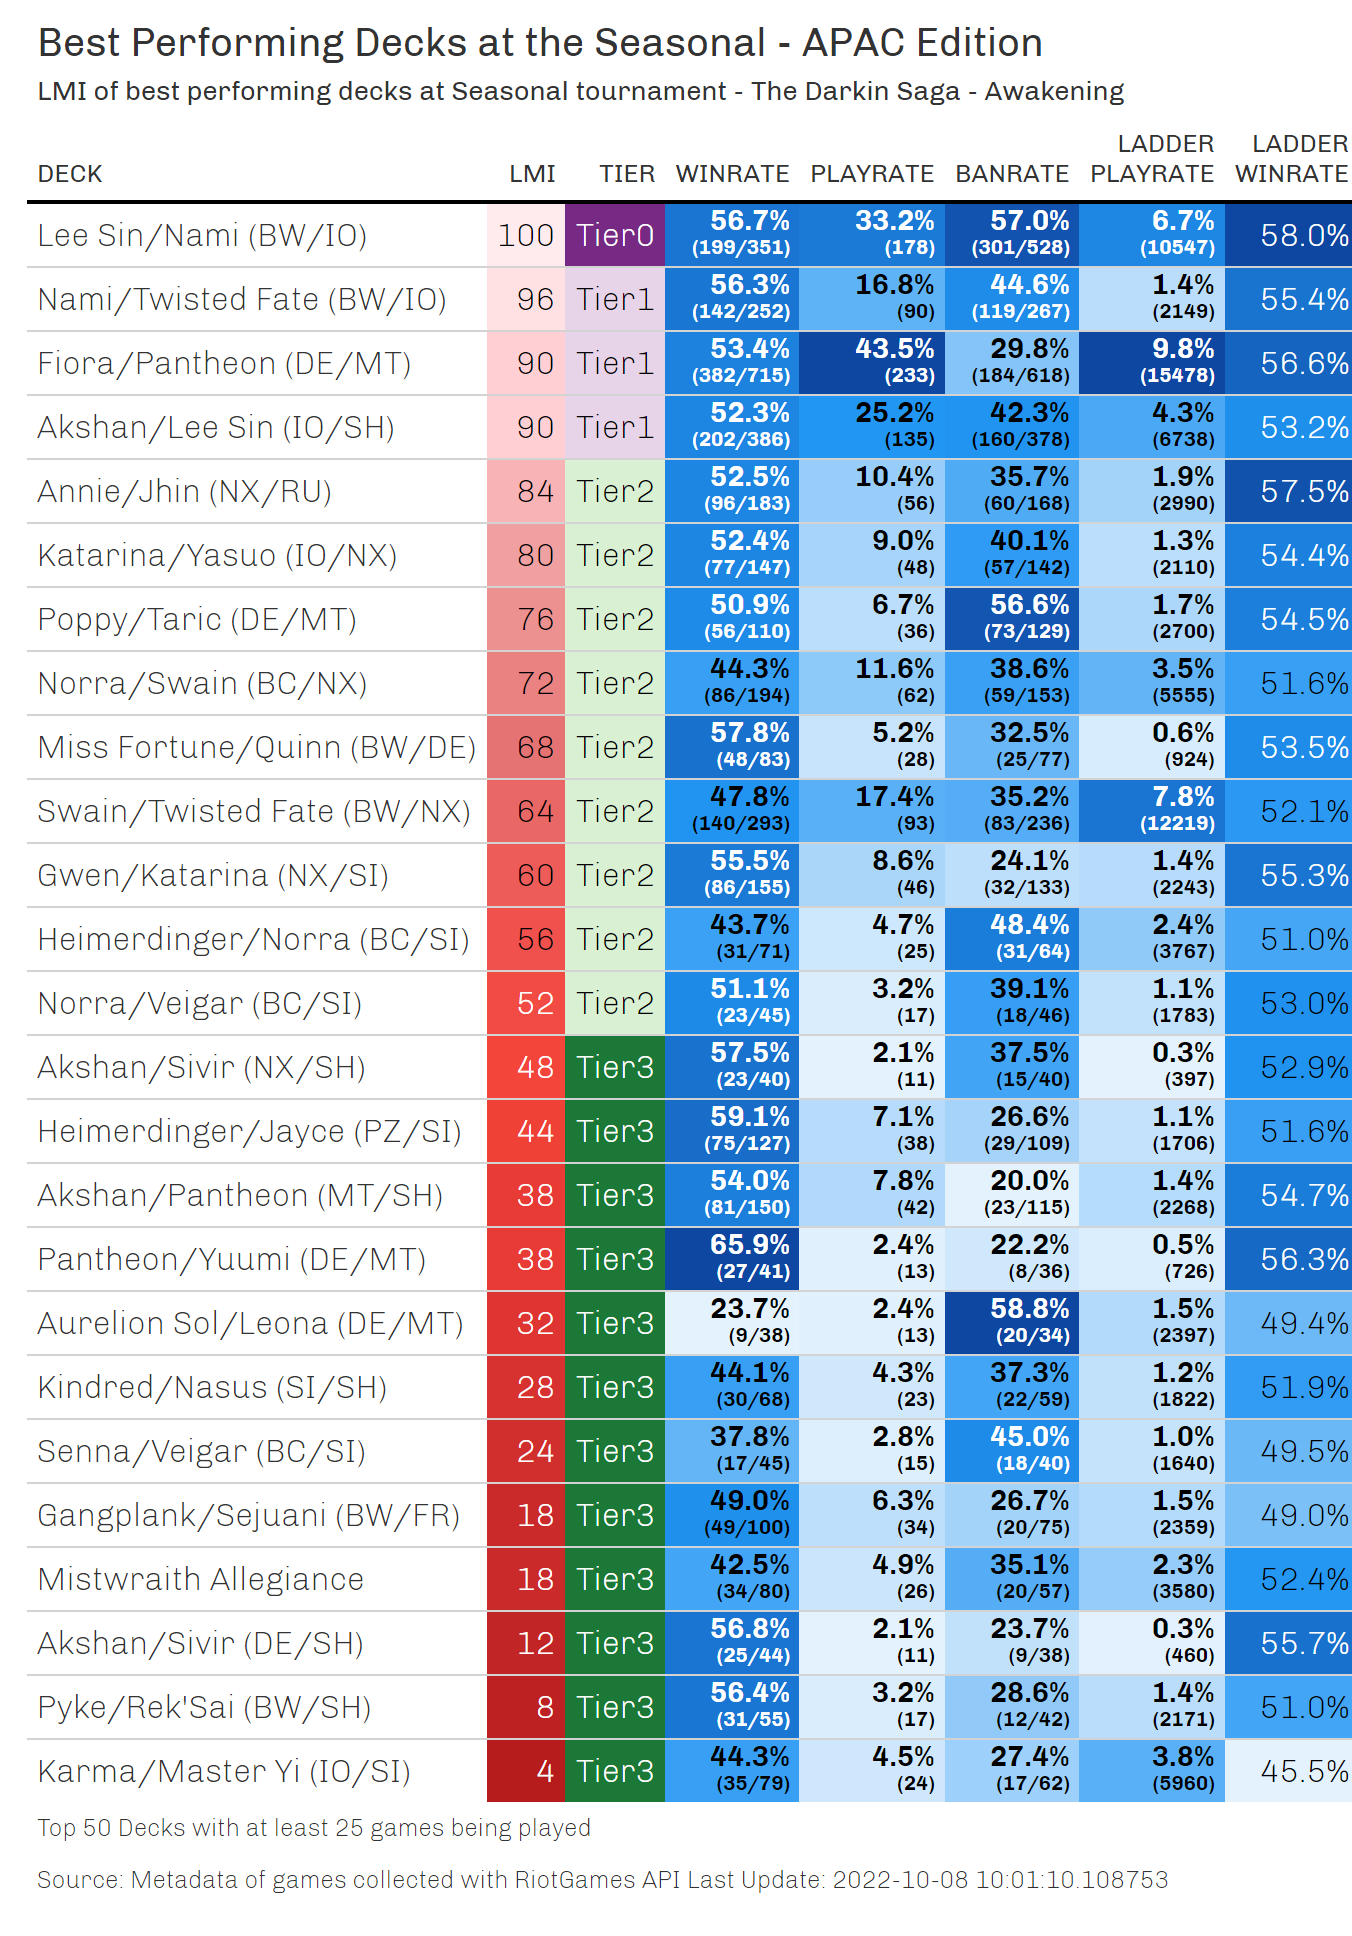 Best Performing Decks at the Seasonal - APAC Edition
LMI of best performing decks at Seasonal tournament - The Darkin Saga - Awakening
DECK LMI TIER WINRATE PLAYRATE BANRATE LADDER PLAYRATE LADDER WINRATE
Lee Sin/Nami (BW/IO) 100 Tier0 56.7% (199/351) 33.2% (178) 57.0% (301/528) 6.7% (10547) 58.0%
Nami/Twisted Fate (BW/IO) 96 Tier1 56.3% (142/252) 16.8% (90) 44.6% (119/267) 1.4% (2149) 55.4%
Fiora/Pantheon (DE/MT) 90 Tier1 53.4% (382/715) 43.5% (233) 29.8% (184/618) 9.8% (15478) 56.6%
Akshan/Lee Sin (IO/SH) 90 Tier1 52.3% (202/386) 25.2% (135) 42.3% (160/378) 4.3% (6738) 53.2%
Annie/Jhin (NX/RU) 84 Tier2 52.5% (96/183) 10.4% (56) 35.7% (60/168) 1.9% (2990) 57.5%
Katarina/Yasuo (IO/NX) 80 Tier2 52.4% (77/147) 9.0% (48) 40.1% (57/142) 1.3% (2110) 54.4%
Poppy/Taric (DE/MT) 76 Tier2 50.9% (56/110) 6.7% (36) 56.6% (73/129) 1.7% (2700) 54.5%
Norra/Swain (BC/NX) 72 Tier2 44.3% (86/194) 11.6% (62) 38.6% (59/153) 3.5% (5555) 51.6%
Miss Fortune/Quinn (BW/DE) 68 Tier2 57.8% (48/83) 5.2% (28) 32.5% (25/77) 0.6% (924) 53.5%
Swain/Twisted Fate (BW/NX) 64 Tier2 47.8% (140/293) 17.4% (93) 35.2% (83/236) 7.8% (12219) 52.1%
Gwen/Katarina (NX/SI) 60 Tier2 55.5% (86/155) 8.6% (46) 24.1% (32/133) 1.4% (2243) 55.3%
Heimerdinger/Norra (BC/SI) 56 Tier2 43.7% (31/71) 4.7% (25) 48.4% (31/64) 2.4% (3767) 51.0%
Norra/Veigar (BC/SI) 52 Tier2 51.1% (23/45) 3.2% (17) 39.1% (18/46) 1.1% (1783) 53.0%
Akshan/Sivir (NX/SH) 48 Tier3 57.5% (23/40) 2.1% (11) 37.5% (15/40) 0.3% (397) 52.9%
Heimerdinger/Jayce (PZ/SI) 44 Tier3 59.1% (75/127) 7.1% (38) 26.6% (29/109) 1.1% (1706) 51.6%
Akshan/Pantheon (MT/SH) 38 Tier3 54.0% (81/150) 7.8% (42) 20.0% (23/115) 1.4% (2268) 54.7%
Pantheon/Yuumi (DE/MT) 38 Tier3 65.9% (27/41) 2.4% (13) 22.2% (8/36) 0.5% (726) 56.3%
Aurelion Sol/Leona (DE/MT) 32 Tier3 23.7% (9/38) 2.4% (13) 58.8% (20/34) 1.5% (2397) 49.4%
Kindred/Nasus (SI/SH) 28 Tier3 44.1% (30/68) 4.3% (23) 37.3% (22/59) 1.2% (1822) 51.9%
Senna/Veigar (BC/SI) 24 Tier3 37.8% (17/45) 2.8% (15) 45.0% (18/40) 1.0% (1640) 49.5%
Gangplank/Sejuani (BW/FR) 18 Tier3 49.0% (49/100) 6.3% (34) 26.7% (20/75) 1.5% (2359) 49.0%
Mistwraith Allegiance 18 Tier3 42.5% (34/80) 4.9% (26) 35.1% (20/57) 2.3% (3580) 52.4%
Akshan/Sivir (DE/SH) 12 Tier3 56.8% (25/44) 2.1% (11) 23.7% (9/38) 0.3% (460) 55.7%
Pyke/Rek'Sai (BW/SH) 8 Tier3 56.4% (31/55) 3.2% (17) 28.6% (12/42) 1.4% (2171) 51.0%
Karma/Master Yi (IO/SI) 4 Tier3 44.3% (35/79) 4.5% (24) 27.4% (17/62) 3.8% (5960) 45.5%
Top 50 Decks with at least 25 games being played
Source: Metadata of games collected with RiotGames API Last Update: 2022-10-08 10:01:10.108753